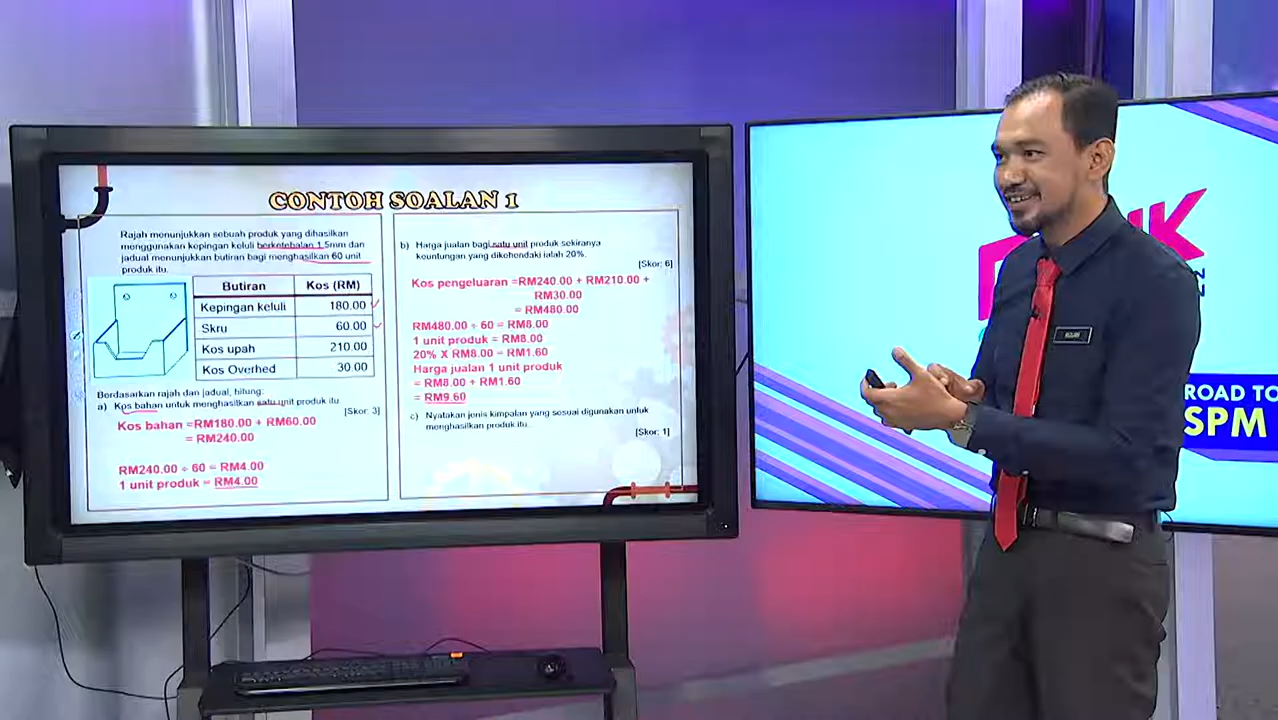 CONTOH SOALAN 1
Rajah menunjukkan sebuah produk yang dihasilkan
menggunakan kepingan keluli berketebalan 1.5mm dan
jadual menunjukkan butiran bagi menghasilkan 60 unit
produk itu.
Butiran Kos (RM)
Kepingan keluli 180.00
Skru 60.00
Kos upah 210.00
Kos Overhed 30.00
Berdasarkan rajah dan jadual, hitung:
a) Kos bahan untuk menghasilkan satu unit produk itu
[Skor: 3]
Kos bahan =RM180.00 + RM60.00
= RM240.00
RM240.00 ÷ 60 = RM4.00
1 unit produk = RM4.00
b) Harga jualan bagi satu unit produk sekiranya
keuntungan yang dikehendaki ialah 20%.
[Skor: 6]
Kos pengeluaran =RM240.00 + RM210.00 +
RM30.00
= RM480.00
RM480.00 ÷ 60 = RM8.00
1 unit produk = RM8.00
20% X RM8.00 = RM1.60
Harga jualan 1 unit produk
= RM8.00 + RM1.60
= RM9.60
c) Nyatakan jenis kimpalan yang sesuai digunakan untuk
menghasilkan produk itu.
[Skor: 1]
ROAD TO
SPM